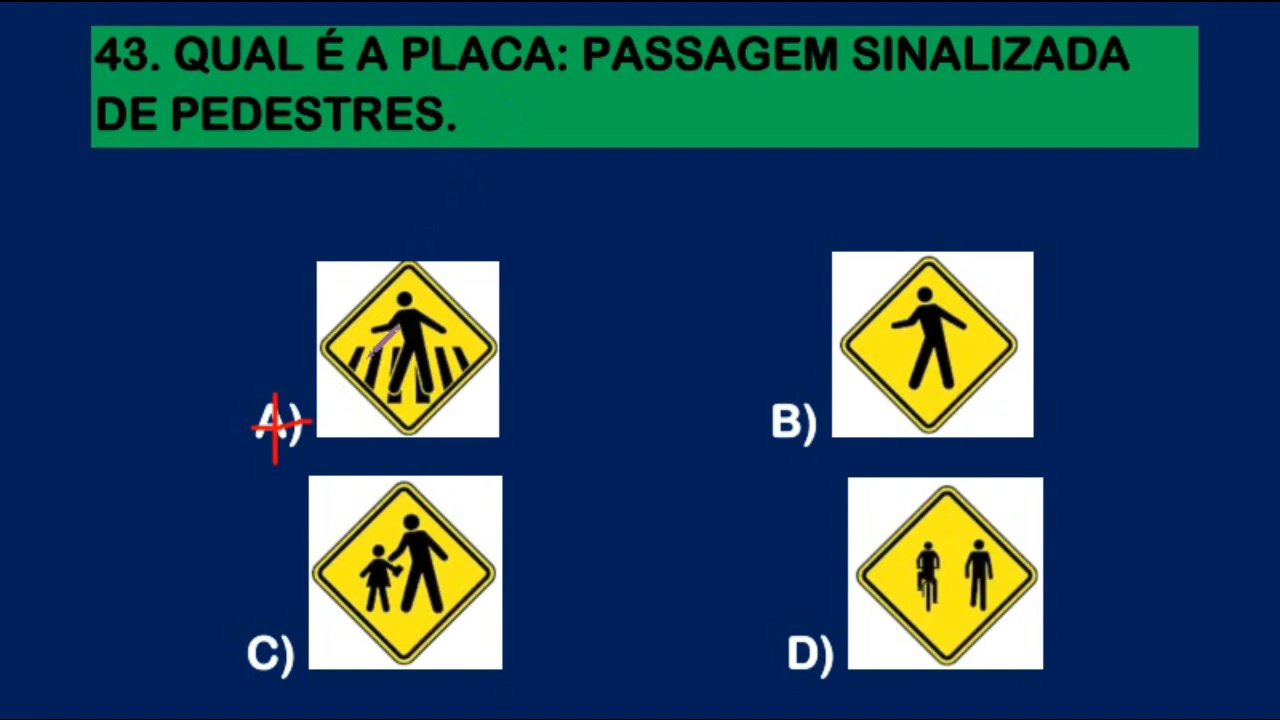 43. QUAL É A PLACA: PASSAGEM SINALIZADA
DE PEDESTRES.
A)
B)
C)
D)